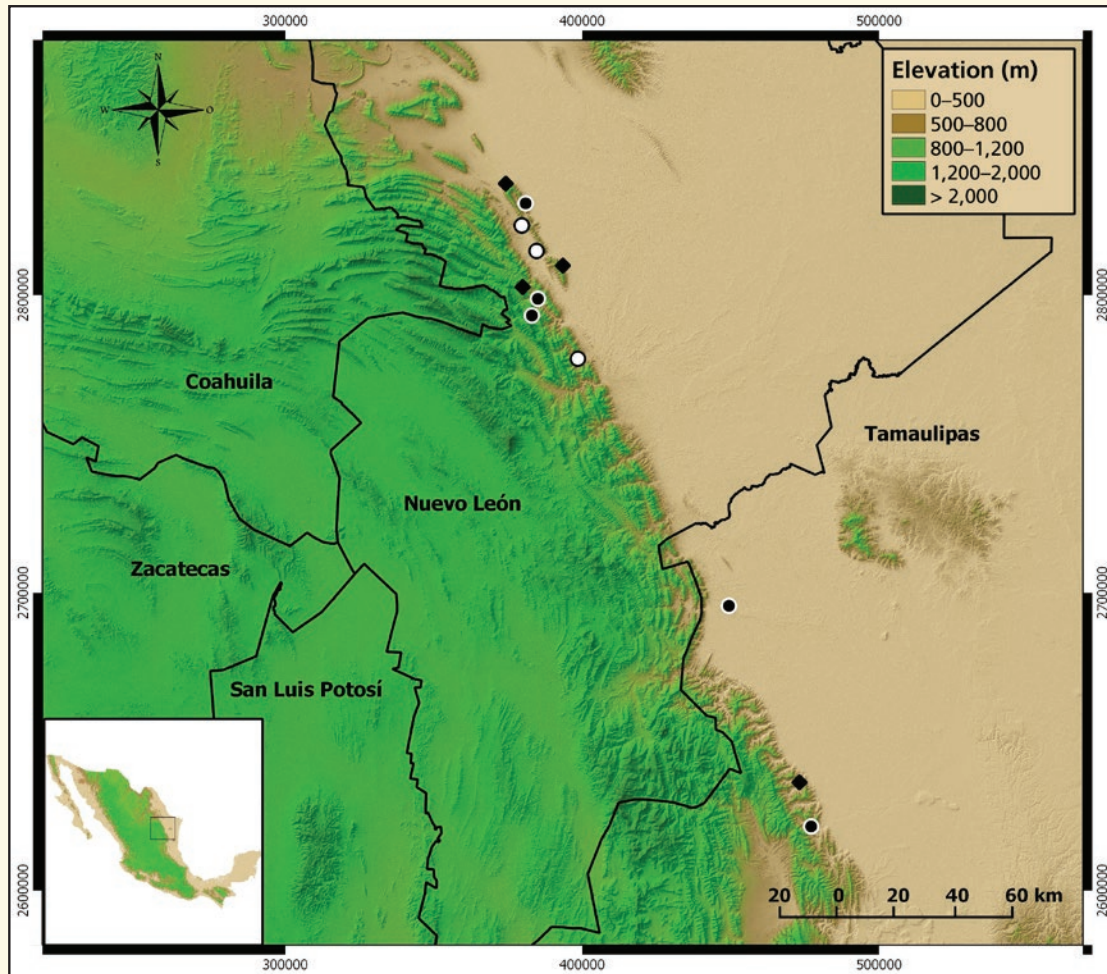 300000 400000 500000
N
W O
S
Elevation (m)
0–500
500–800
800–1,200
1,200–2,000
> 2,000
2800000 2800000
Coahuila
Tamaulipas
Nuevo León
Zacatecas
2700000 2700000
San Luis Potosí
20 0 20 40 60 km
2600000 2600000
300000 400000 500000